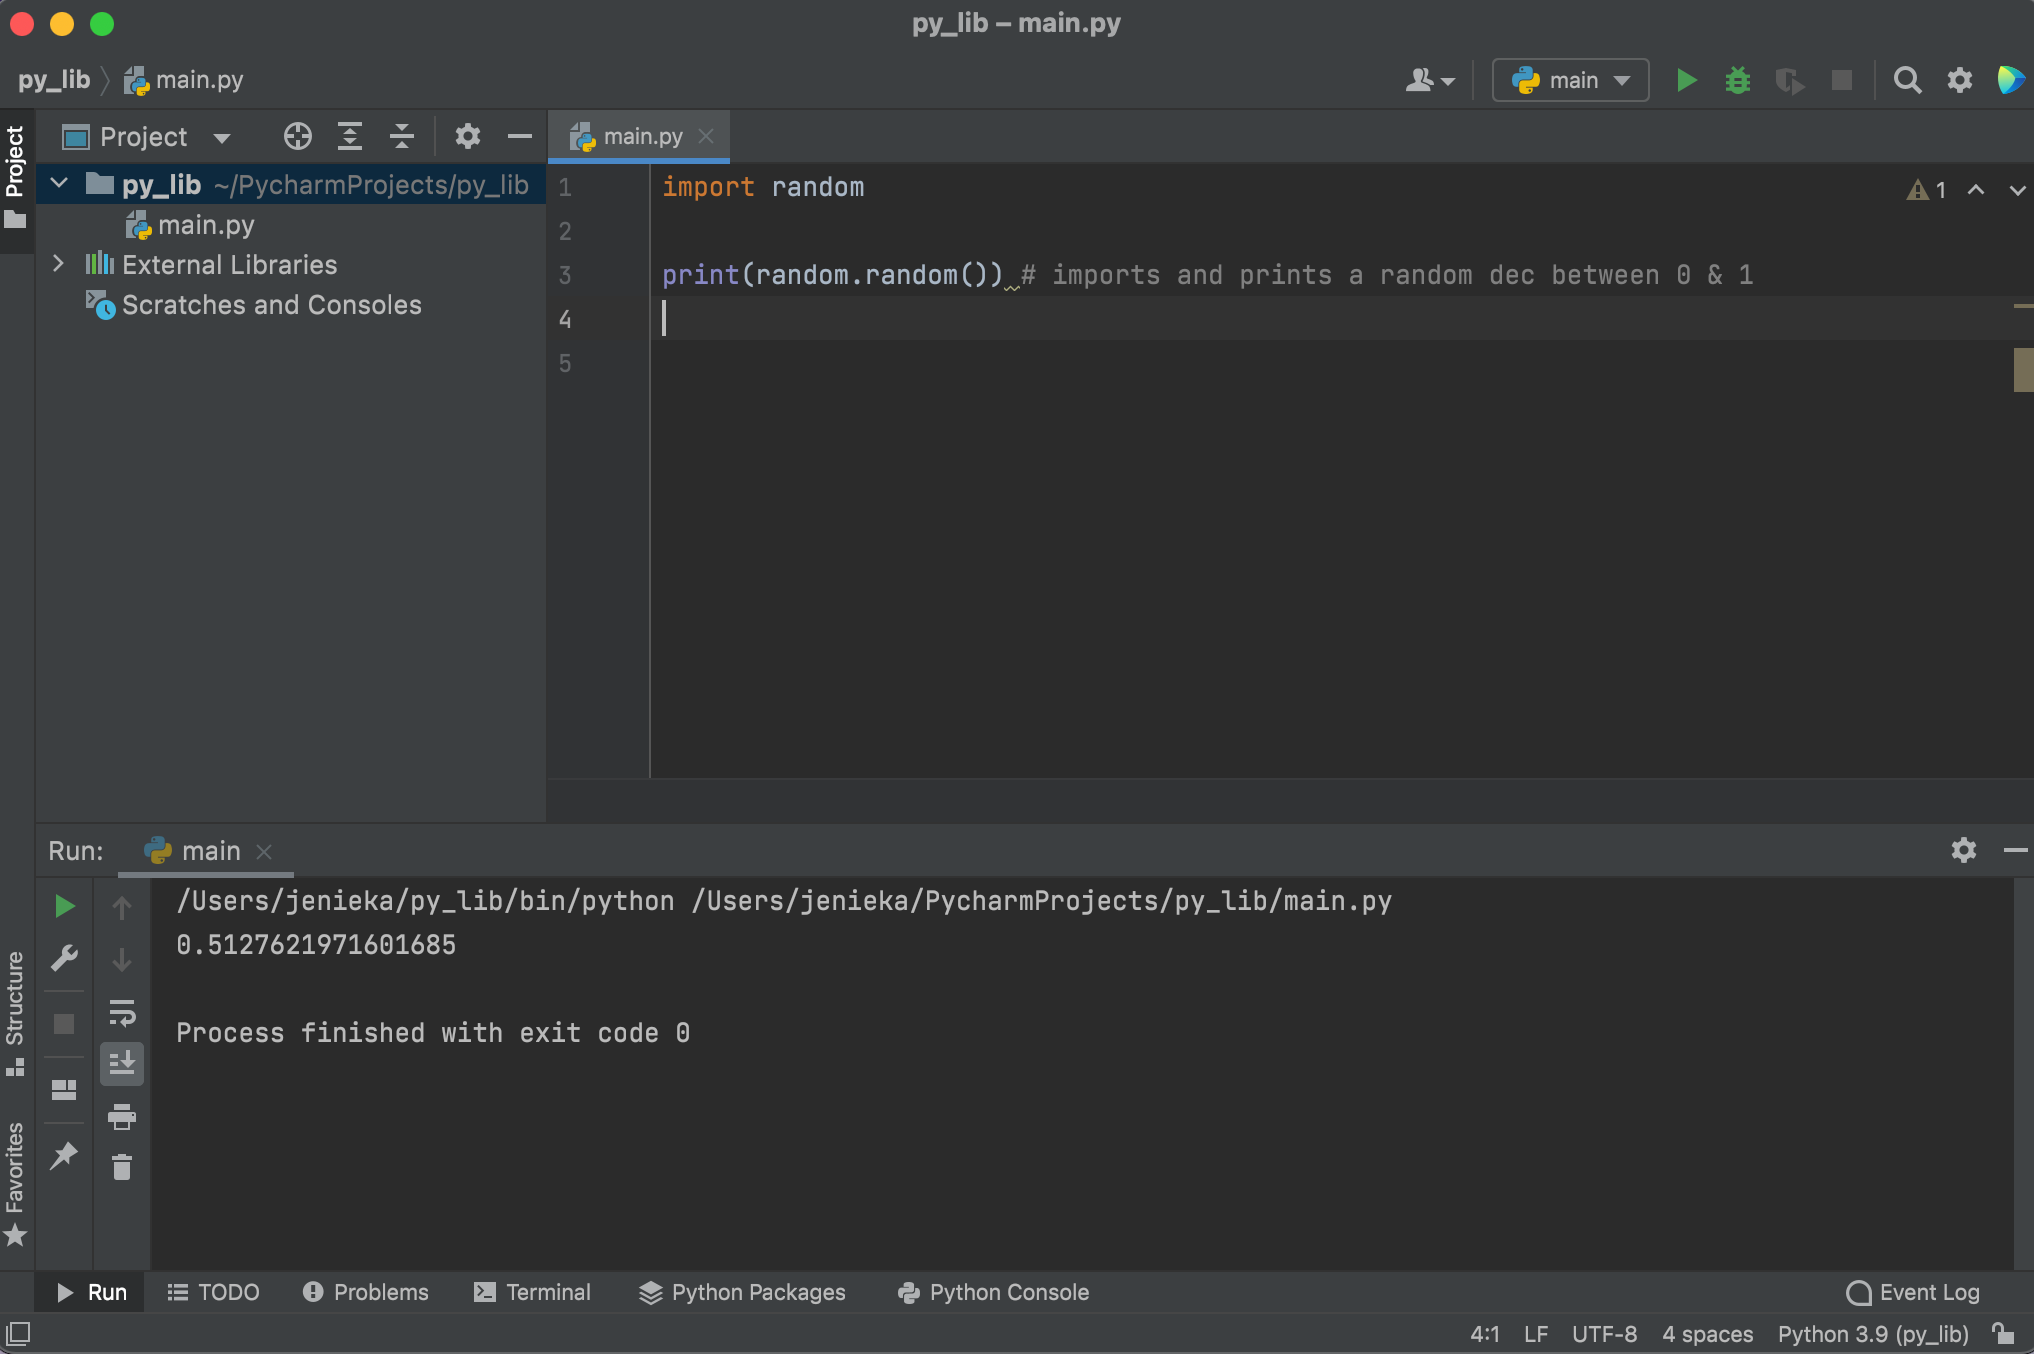 py_lib – main.py
py_lib main.py
main
Project
Project
main.py
py_lib ~/PycharmProjects/py_lib
main.py
External Libraries
Scratches and Consoles
1 import random
1
2
3 print(random.random()) # imports and prints a random dec between 0 & 1
4
5
Run: main
/Users/jenieka/py_lib/bin/python /Users/jenieka/PycharmProjects/py_lib/main.py
0.5127621971601685
Process finished with exit code 0
Structure
Favorites
Run TODO Problems Terminal Python Packages Python Console Event Log
4:1 LF UTF-8 4 spaces Python 3.9 (py_lib)